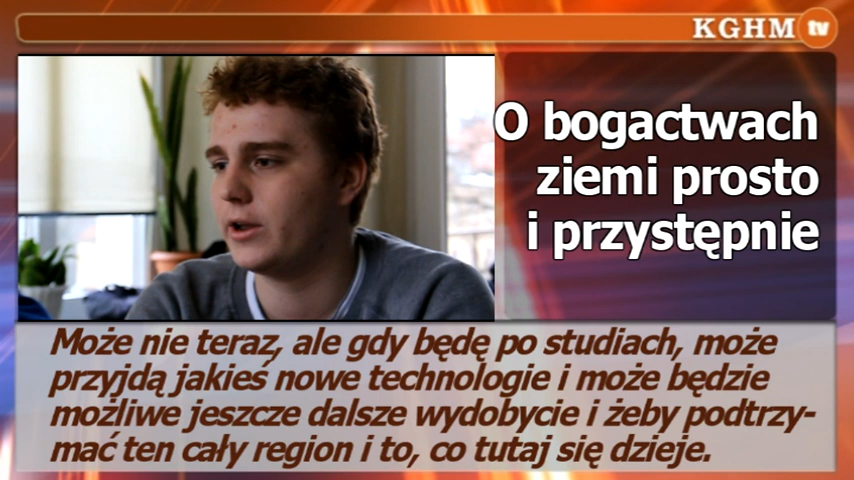 KGHM tv
O bogactwach
ziemi prosto
i przystępnie
Może nie teraz, ale gdy będę po studiach, może
przyjdą jakieś nowe technologie i może będzie
możliwe jeszcze dalsze wydobycie i żeby podtrzy-
mać ten cały region i to, co tutaj się dzieje.